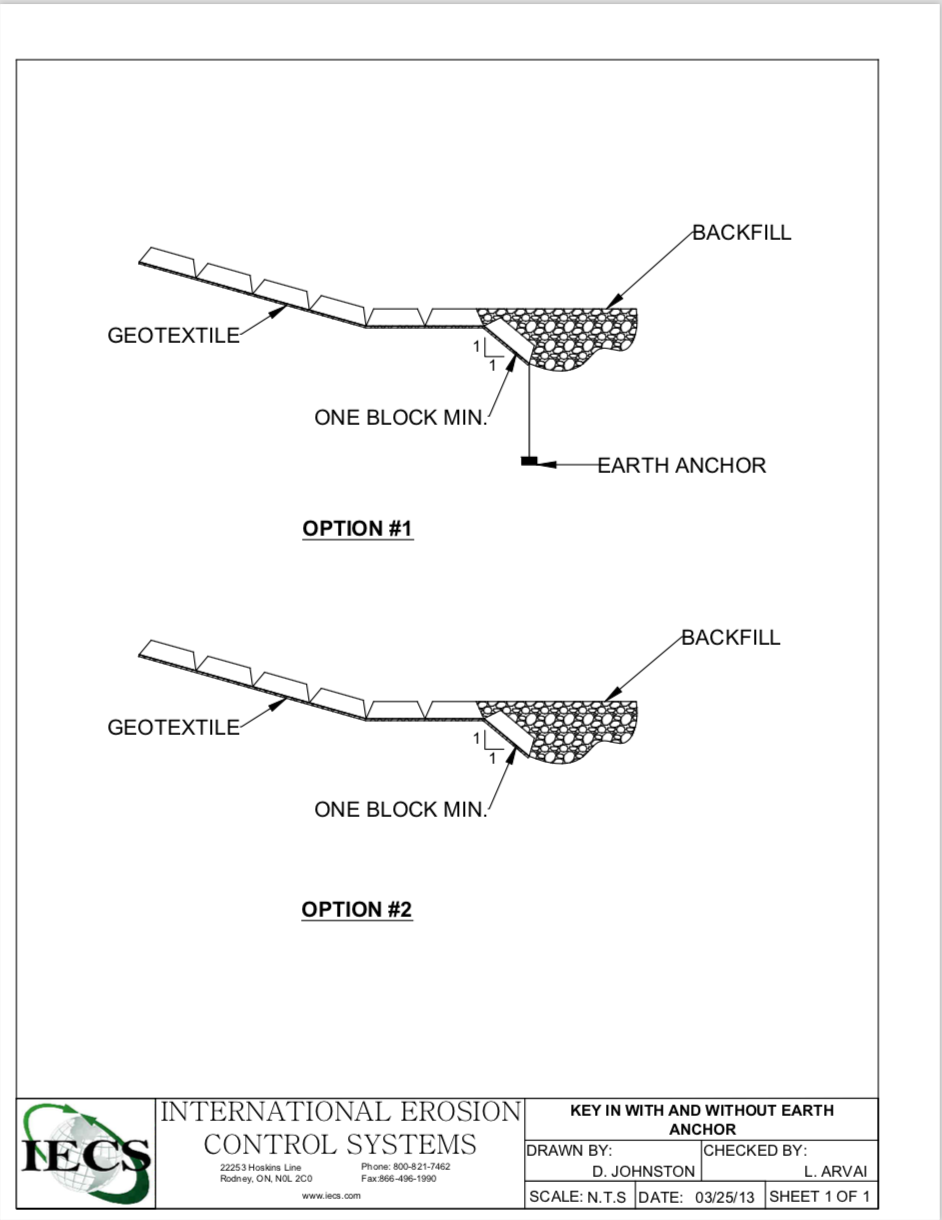 BACKFILL
GEOTEXTILE
1
1
ONE BLOCK MIN.
EARTH ANCHOR
OPTION #1
BACKFILL
GEOTEXTILE
1
1
ONE BLOCK MIN.
OPTION #2
IECS
INTERNATIONAL EROSION
CONTROL SYSTEMS
22253 Hoskins Line
Rodney, ON, N0L 2C0
Phone: 800-821-7462
Fax:866-496-1990
www.iecs.com
KEY IN WITH AND WITHOUT EARTH
ANCHOR
DRAWN BY:
D. JOHNSTON
CHECKED BY:
L. ARVAI
SCALE: N.T.S
DATE: 03/25/13
SHEET 1 OF 1